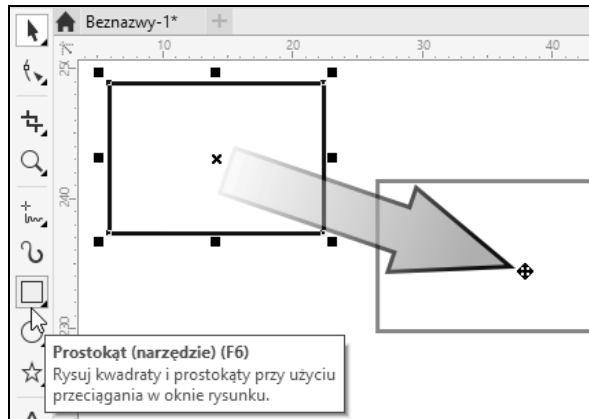 Beznazwy-1*
10 20 30 40
250
240
230
Prostokąt (narzędzie) (F6)
Rysuj kwadraty i prostokąty przy użyciu
przeciągania w oknie rysunku.